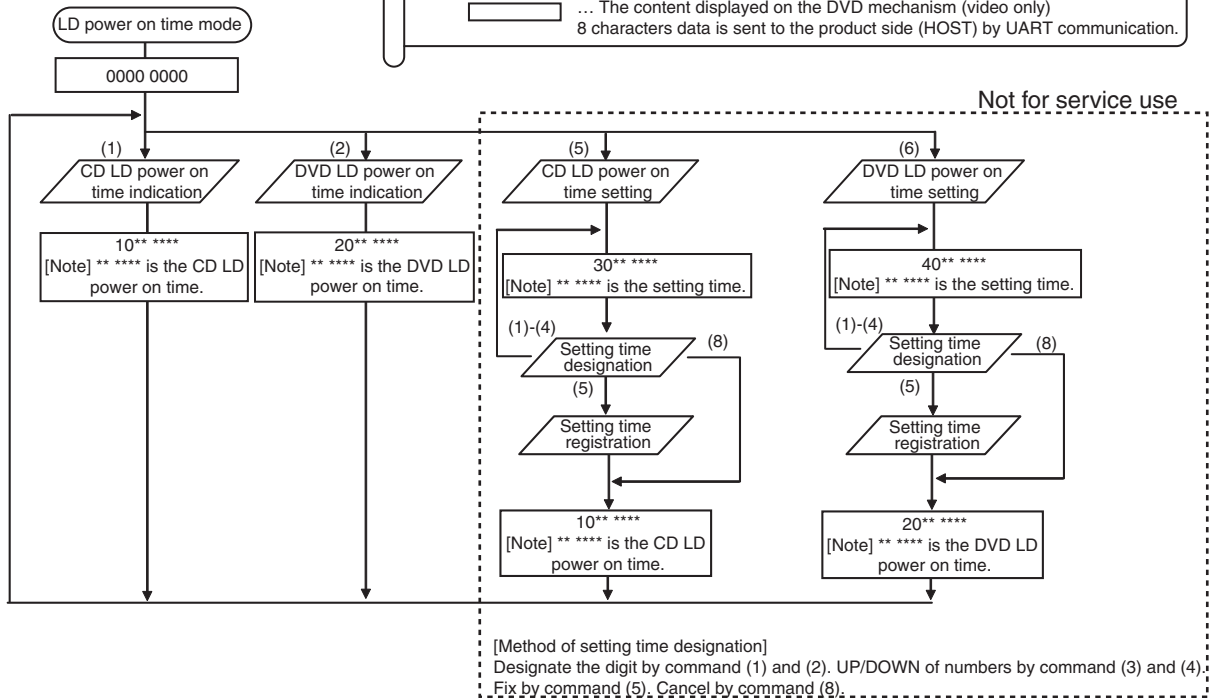 ... The content displayed on the DVD mechanism (video only)
8 characters data is sent to the product side (HOST) by UART communication.
LD power on time mode
0000 0000
Not for service use
(1)
CD LD power on
time indication
10** ****
[Note] ** **** is the CD LD
power on time.
(2)
DVD LD power on
time indication
20** ****
[Note] ** **** is the DVD LD
power on time.
(5)
CD LD power on
time setting
30** ****
[Note] ** **** is the setting time.
(1)-(4)
Setting time
designation
(8)
(5)
Setting time
registration
10** ****
[Note] ** **** is the CD LD
power on time.
(6)
DVD LD power on
time setting
40** ****
[Note] ** **** is the setting time.
(1)-(4)
Setting time
designation
(8)
(5)
Setting time
registration
20** ****
[Note] ** **** is the DVD LD
power on time.
[Method of setting time designation]
Designate the digit by command (1) and (2). UP/DOWN of numbers by command (3) and (4).
Fix by command (5). Cancel by command (8).